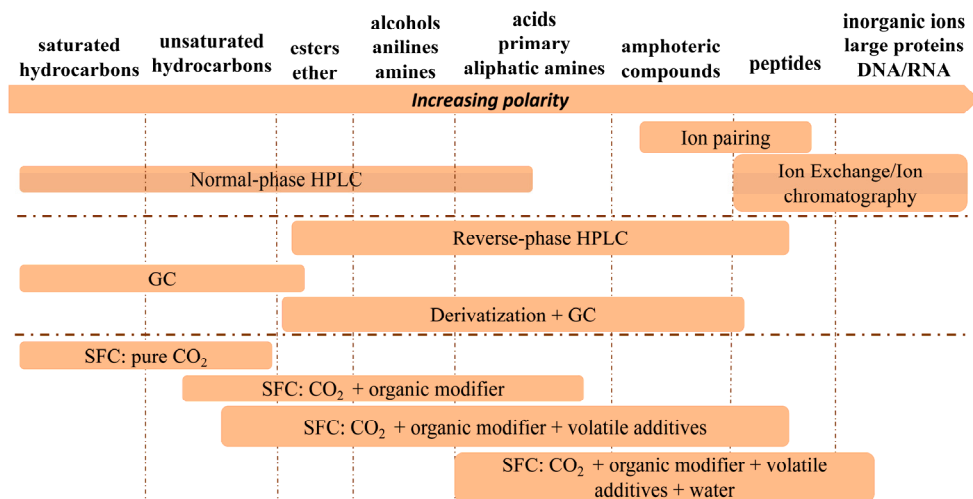 saturated
hydrocarbons
unsaturated
hydrocarbons
esters
ether
alcohols
anilines
amines
acids
primary
aliphatic amines
amphoteric
compounds
peptides
inorganic ions
large proteins
DNA/RNA
Increasing polarity
Ion pairing
Normal-phase HPLC
Ion Exchange/Ion
chromatography
Reverse-phase HPLC
GC
Derivatization + GC
SFC: pure CO₂
SFC: CO₂ + organic modifier
SFC: CO₂ + organic modifier + volatile additives
SFC: CO₂ + organic modifier + volatile
additives + water